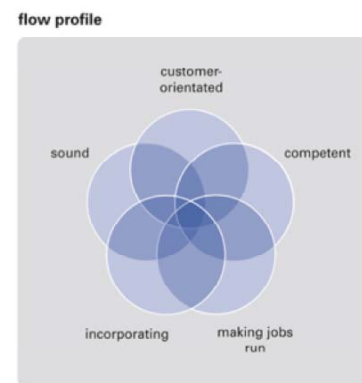 flow profile
customer-
orientated
sound
competent
incorporating
making jobs
run